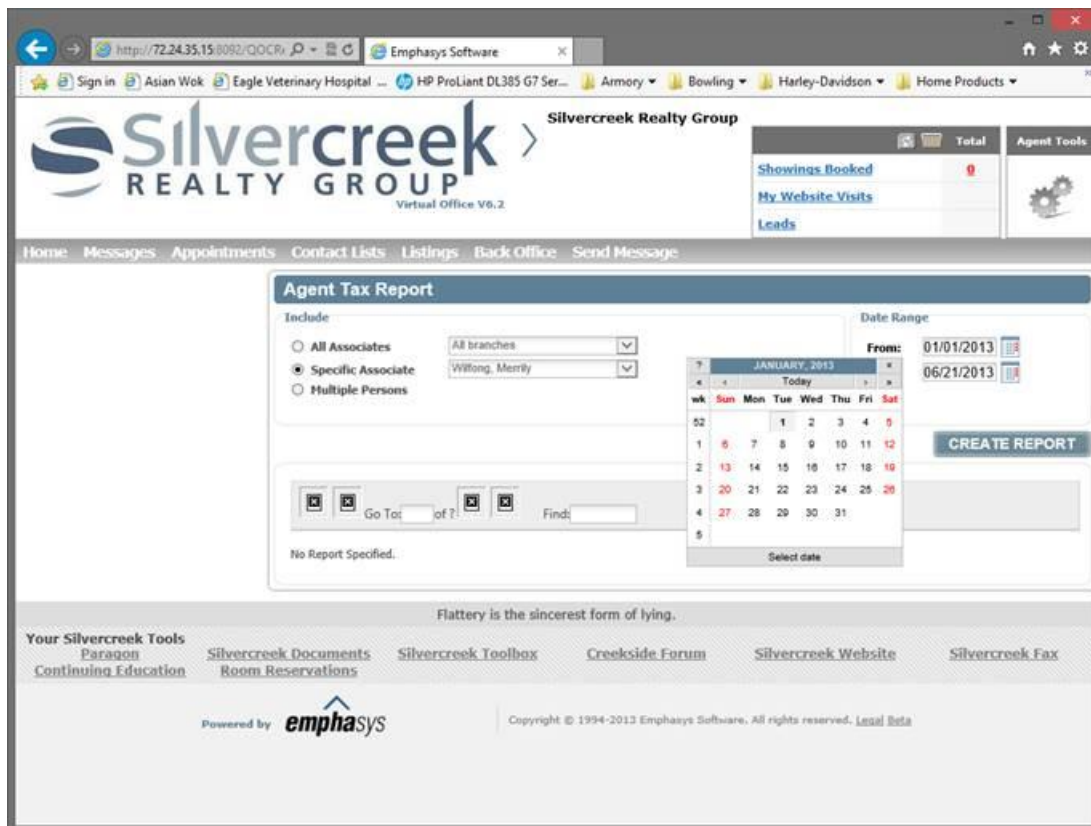 http://72.24.35.15:8092/QOCR
Emphasys Software
Sign in Asian Wok Eagle Veterinary Hospital ... HP ProLiant DL385 G7 Ser... Armory Bowling Harley-Davidson Home Products
Silvercreek
REALTY GROUP
Virtual Office V6.2
Silvercreek Realty Group
Total
Agent Tools
Showings Booked 0
My Website Visits
Leads
Home Messages Appointments Contact Lists Listings Back Office Send Message
Agent Tax Report
Include
Date Range
All Associates All branches
From: 01/01/2013
Specific Associate Wilfong, Merrily
06/21/2013
Multiple Persons
? JANUARY, 2013 ×
« ‹ Today › »
wk Sun Mon Tue Wed Thu Fri Sat
52 1 2 3 4 5
1 6 7 8 9 10 11 12
2 13 14 15 16 17 18 19
3 20 21 22 23 24 25 26
4 27 28 29 30 31
5
Select date
CREATE REPORT
Go To: of ? Find:
No Report Specified.
Flattery is the sincerest form of lying.
Your Silvercreek Tools
Paragon Silvercreek Documents Silvercreek Toolbox Creekside Forum Silvercreek Website Silvercreek Fax
Continuing Education Room Reservations
Powered by emphasys
Copyright © 1994-2013 Emphasys Software. All rights reserved. Legal Beta